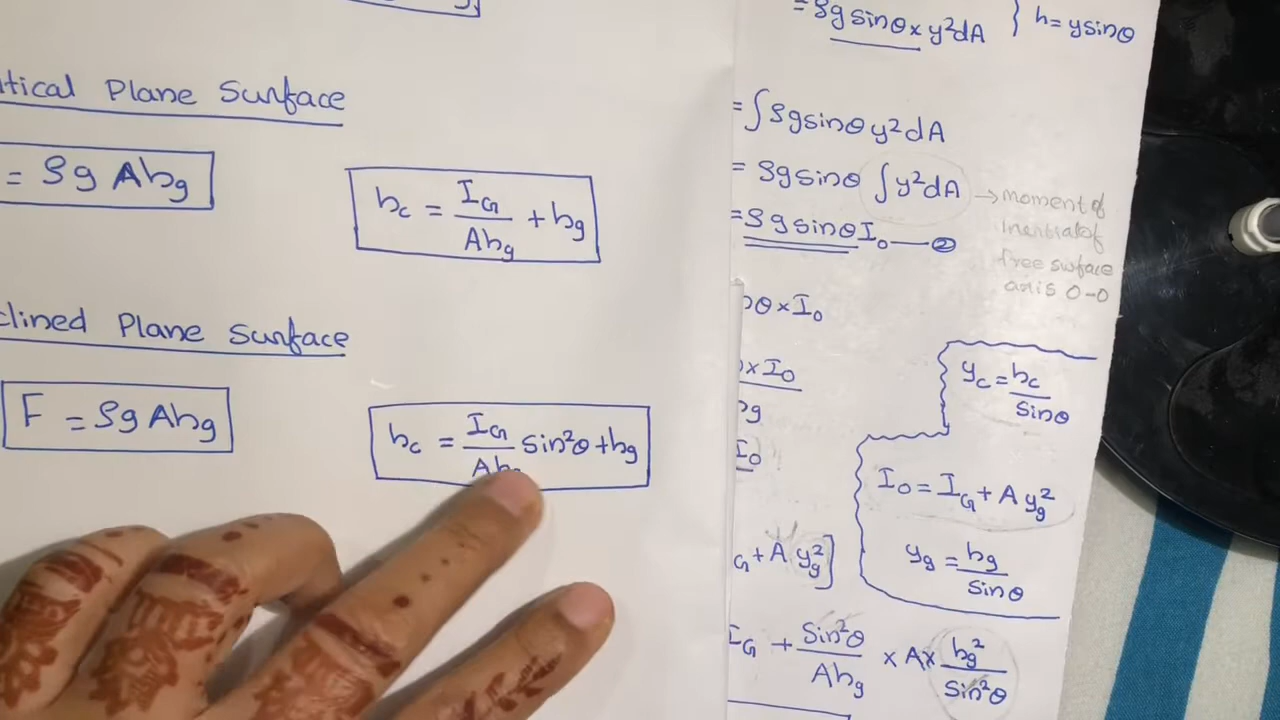 tical Plane Surface
= ρg Ahg
hc = IG/Ahg + hg
clined Plane Surface
F = ρg Ahg
hc = IG/Ahg Sin²θ + hg
= ρg sinθ × y²dA } h = y sinθ
= ∫ρg sinθ y²dA
= ρg sinθ ∫y²dA → moment of
inertial of
free surface
axis O-O
= ρg sinθ I₀ — ②
θ × I₀
× I₀
I₀
yc = hc/sinθ
I₀ = IG + A yg²
yg = hg/sinθ
G + A yg²]
IG + Sin²θ/Ahg × A × hg²/Sin²θ